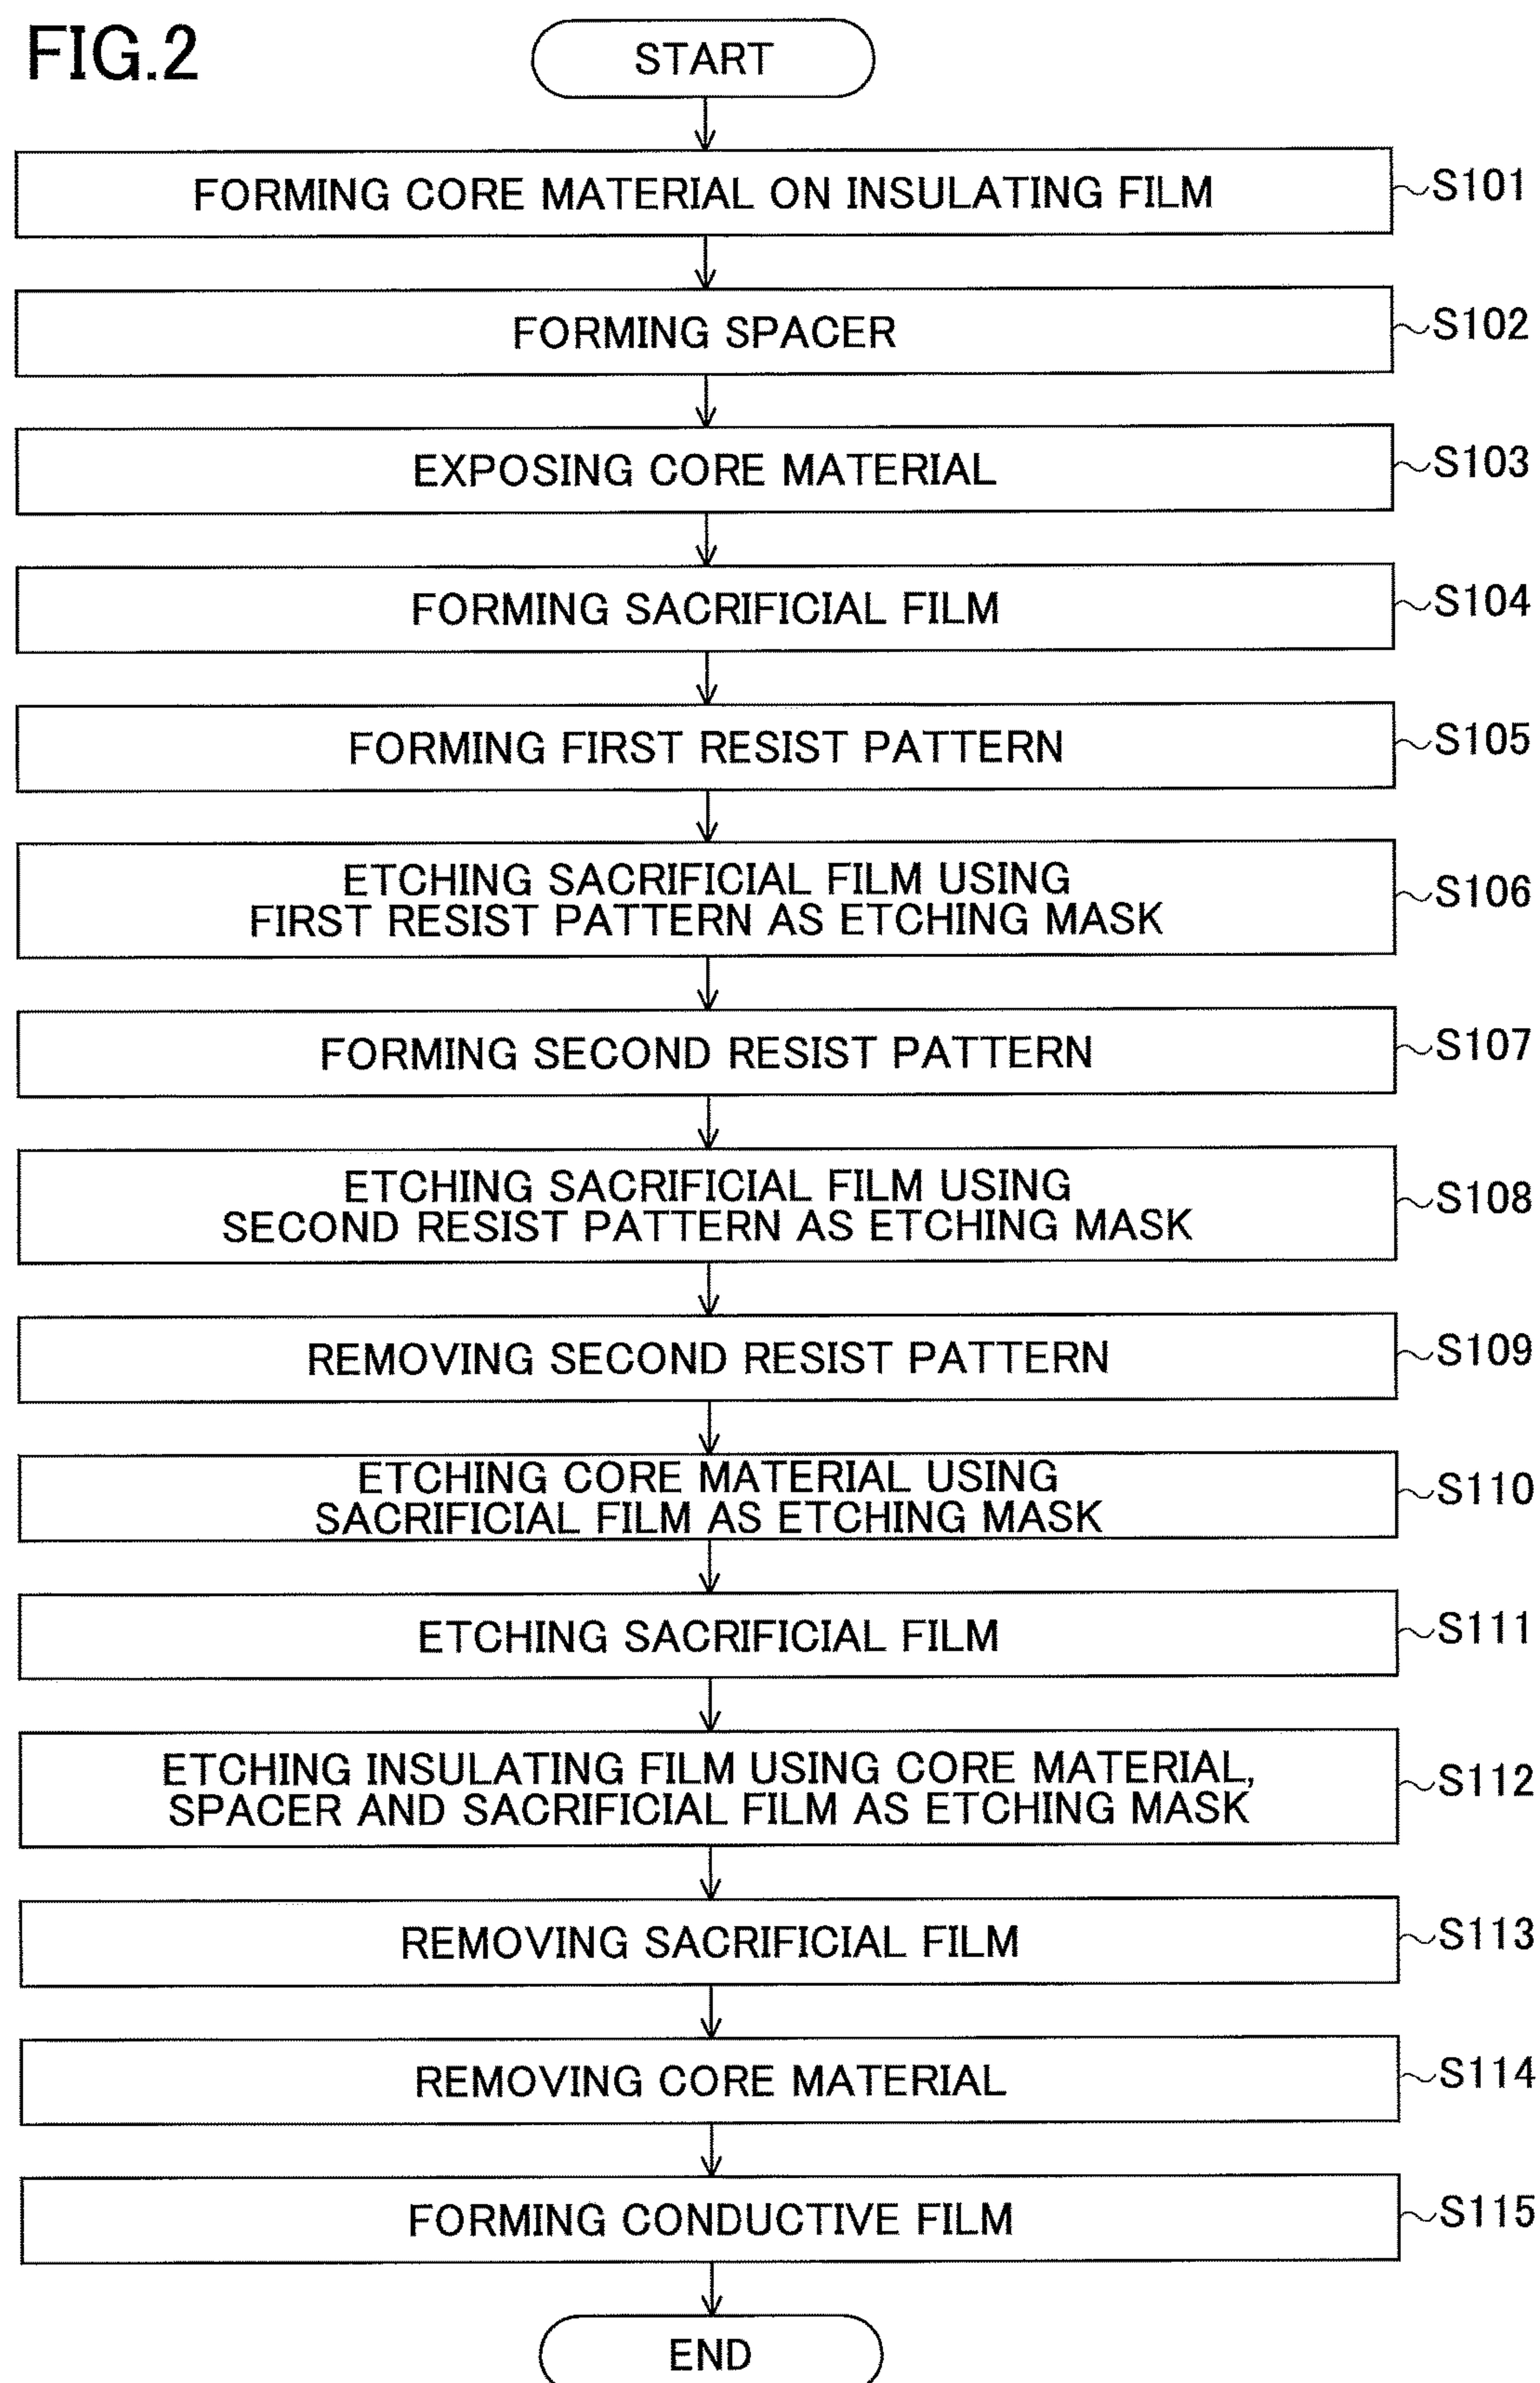 FIG.2
START
FORMING CORE MATERIAL ON INSULATING FILM
S101
FORMING SPACER
S102
EXPOSING CORE MATERIAL
S103
FORMING SACRIFICIAL FILM
S104
FORMING FIRST RESIST PATTERN
S105
ETCHING SACRIFICIAL FILM USING
FIRST RESIST PATTERN AS ETCHING MASK
S106
FORMING SECOND RESIST PATTERN
S107
ETCHING SACRIFICIAL FILM USING
SECOND RESIST PATTERN AS ETCHING MASK
S108
REMOVING SECOND RESIST PATTERN
S109
ETCHING CORE MATERIAL USING
SACRIFICIAL FILM AS ETCHING MASK
S110
ETCHING SACRIFICIAL FILM
S111
ETCHING INSULATING FILM USING CORE MATERIAL,
SPACER AND SACRIFICIAL FILM AS ETCHING MASK
S112
REMOVING SACRIFICIAL FILM
S113
REMOVING CORE MATERIAL
S114
FORMING CONDUCTIVE FILM
S115
END